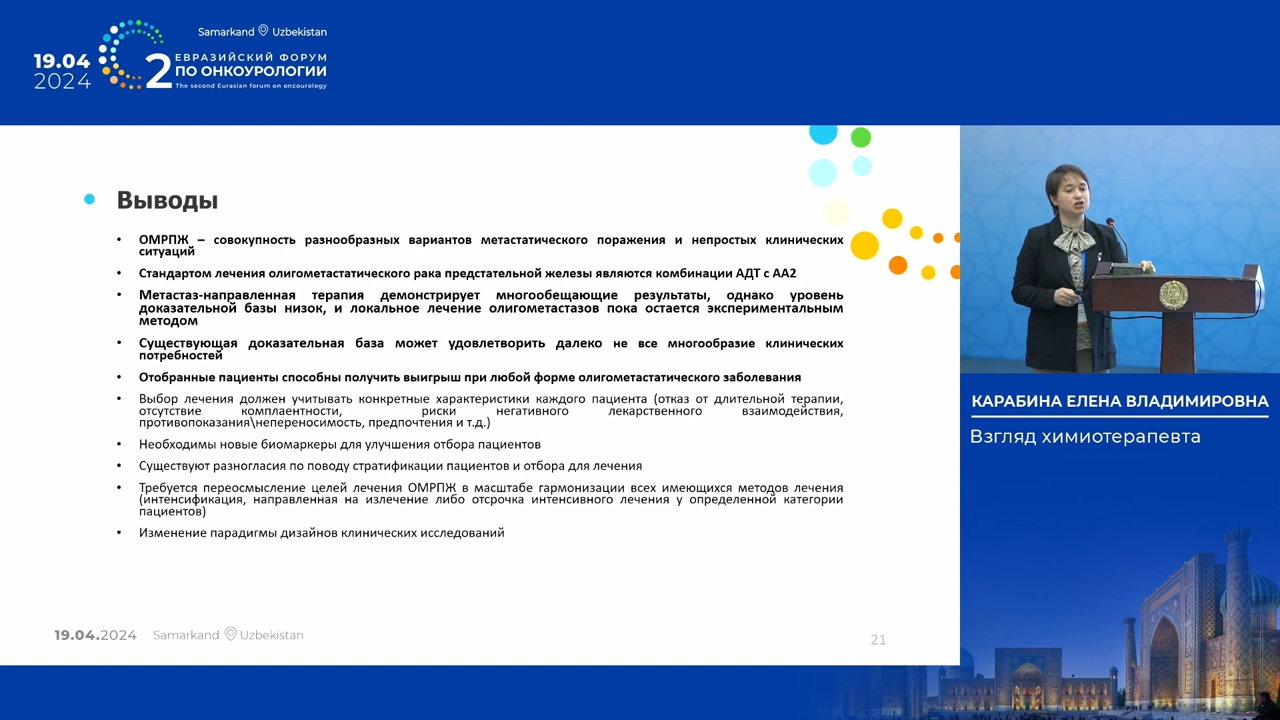 Samarkand Uzbekistan
19.04
2024
2
ЕВРАЗИЙСКИЙ ФОРУМ
ПО ОНКОУРОЛОГИИ
The second Eurasian forum on oncourology
Выводы
• ОМРПЖ – совокупность разнообразных вариантов метастатического поражения и непростых клинических
ситуаций
• Стандартом лечения олигометастатического рака предстательной железы являются комбинации АДТ с АА2
• Метастаз-направленная терапия демонстрирует многообещающие результаты, однако уровень
доказательной базы низок, и локальное лечение олигометастазов пока остается экспериментальным
методом
• Существующая доказательная база может удовлетворить далеко не все многообразие клинических
потребностей
• Отобранные пациенты способны получить выигрыш при любой форме олигометастатического заболевания
• Выбор лечения должен учитывать конкретные характеристики каждого пациента (отказ от длительной терапии,
отсутствие комплаентности, риски негативного лекарственного взаимодействия,
противопоказания\непереносимость, предпочтения и т.д.)
• Необходимы новые биомаркеры для улучшения отбора пациентов
• Существуют разногласия по поводу стратификации пациентов и отбора для лечения
• Требуется переосмысление целей лечения ОМРПЖ в масштабе гармонизации всех имеющихся методов лечения
(интенсификация, направленная на излечение либо отсрочка интенсивного лечения у определенной категории
пациентов)
• Изменение парадигмы дизайнов клинических исследований
19.04.2024 Samarkand Uzbekistan
21
КАРАБИНА ЕЛЕНА ВЛАДИМИРОВНА
Взгляд химиотерапевта